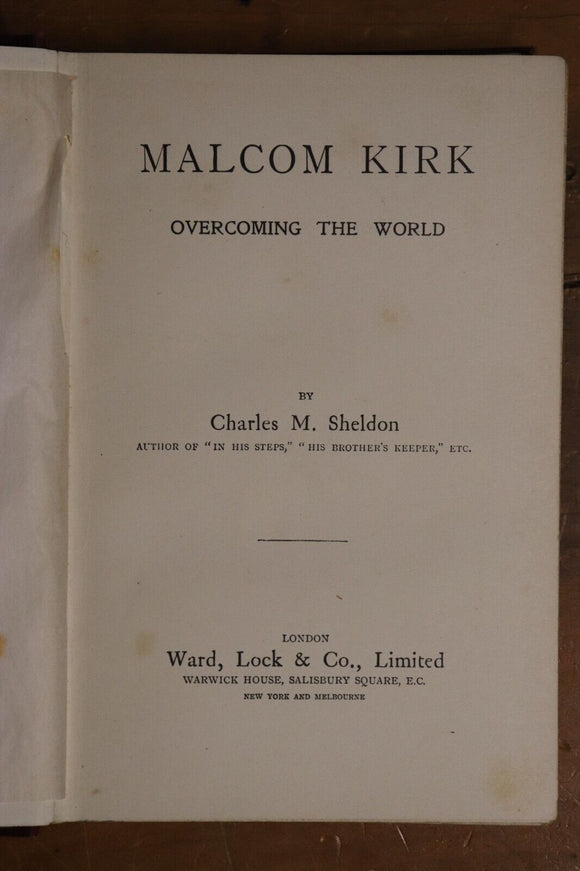 MALCOM KIRK
OVERCOMING THE WORLD
BY
Charles M. Sheldon
AUTHOR OF "IN HIS STEPS," "HIS BROTHER'S KEEPER," ETC.
LONDON
Ward, Lock & Co., Limited
WARWICK HOUSE, SALISBURY SQUARE, E.C.
NEW YORK AND MELBOURNE